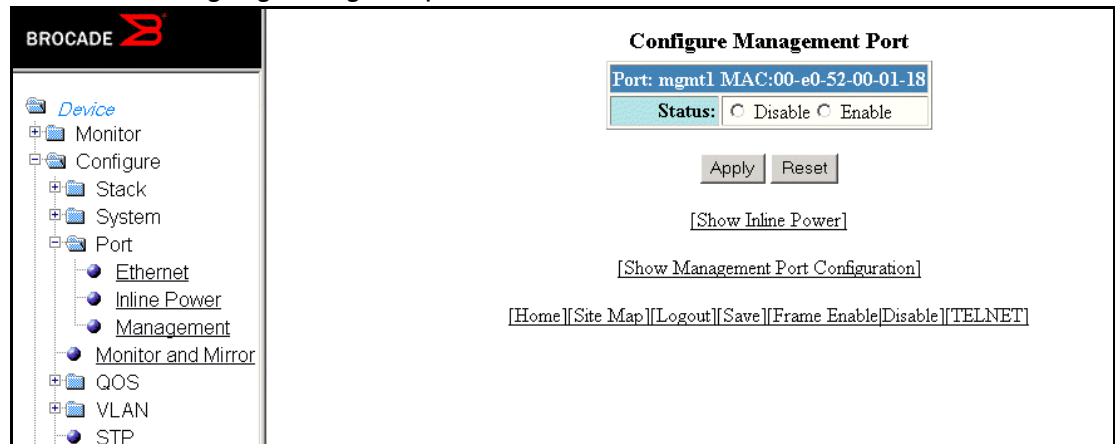 BROCADE
Device
Monitor
Configure
Stack
System
Port
Ethernet
Inline Power
Management
Monitor and Mirror
QOS
VLAN
STP
Configure Management Port
Port: mgmt1 MAC:00-e0-52-00-01-18
Status: Disable Enable
Apply Reset
[Show Inline Power]
[Show Management Port Configuration]
[Home][Site Map][Logout][Save][Frame Enable|Disable][TELNET]